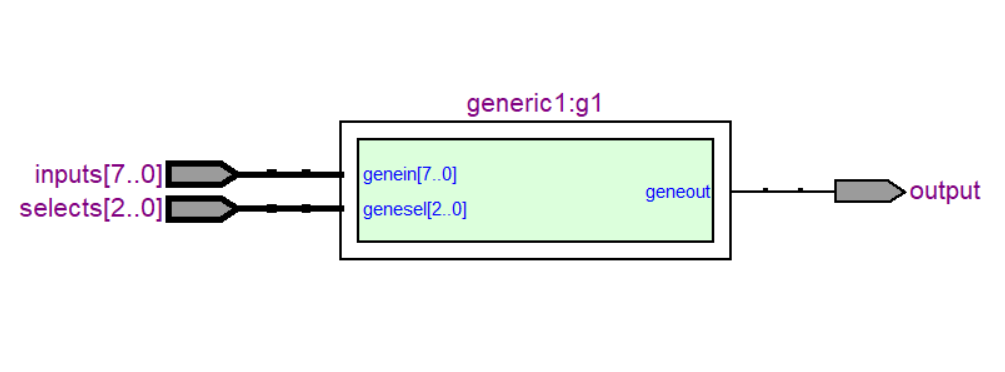 generic1:g1
inputs[7..0]
genein[7..0]
geneout
output
selects[2..0]
genesel[2..0]